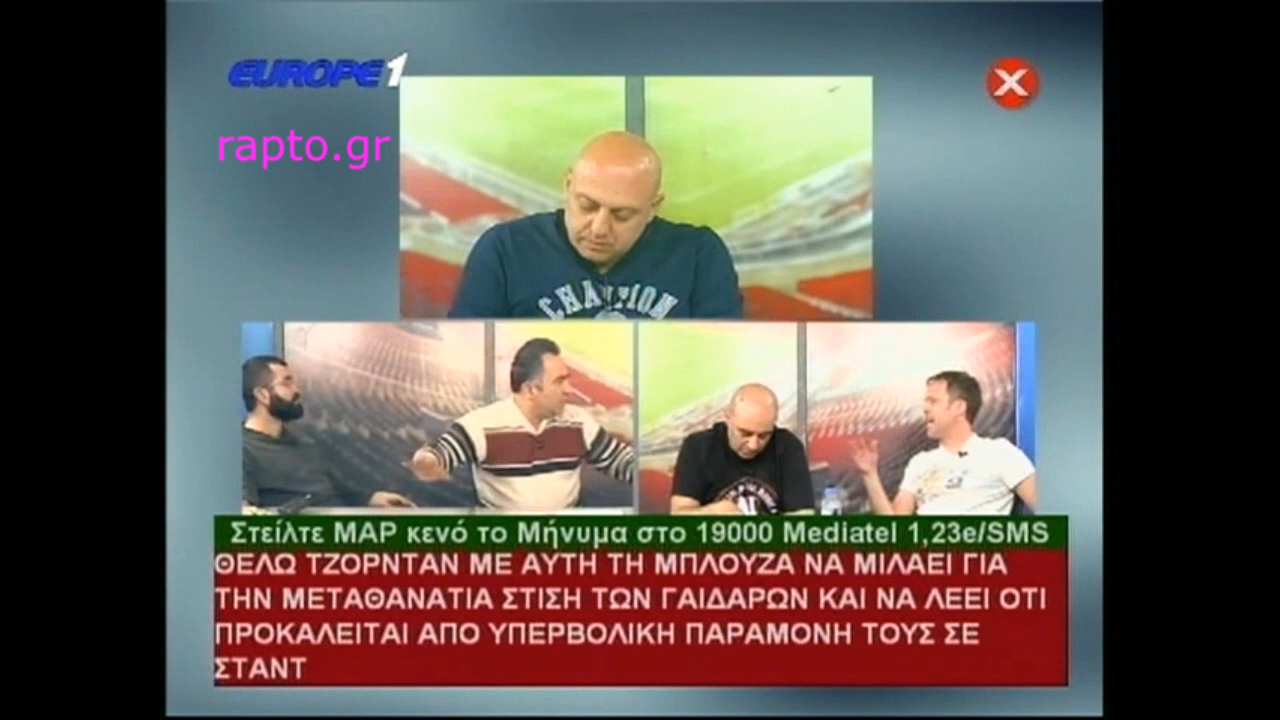 EUROPE1
X
rapto.gr
CHAMPION
Στείλτε ΜΑΡ κενό το Μήνυμα στο 19000 Mediatel 1,23e/SMS
ΘΕΛΩ ΤΖΟΡΝΤΑΝ ΜΕ ΑΥΤΗ ΤΗ ΜΠΛΟΥΖΑ ΝΑ ΜΙΛΑΕΙ ΓΙΑ
ΤΗΝ ΜΕΤΑΘΑΝΑΤΙΑ ΣΤΙΣΗ ΤΩΝ ΓΑΙΔΑΡΩΝ ΚΑΙ ΝΑ ΛΕΕΙ ΟΤΙ
ΠΡΟΚΑΛΕΙΤΑΙ ΑΠΟ ΥΠΕΡΒΟΛΙΚΗ ΠΑΡΑΜΟΝΗ ΤΟΥΣ ΣΕ
ΣΤΑΝΤ